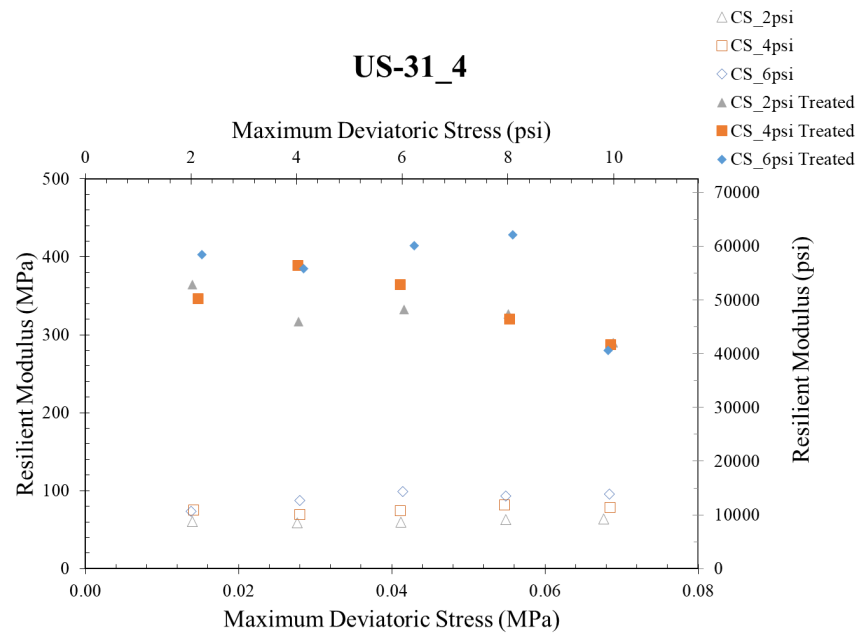 US-31_4
CS_2psi
CS_4psi
CS_6psi
CS_2psi Treated
CS_4psi Treated
CS_6psi Treated
Maximum Deviatoric Stress (psi)
0 2 4 6 8 10
500
400
300
200
100
0
Resilient Modulus (MPa)
70000
60000
50000
40000
30000
20000
10000
0
Resilient Modulus (psi)
0.00 0.02 0.04 0.06 0.08
Maximum Deviatoric Stress (MPa)